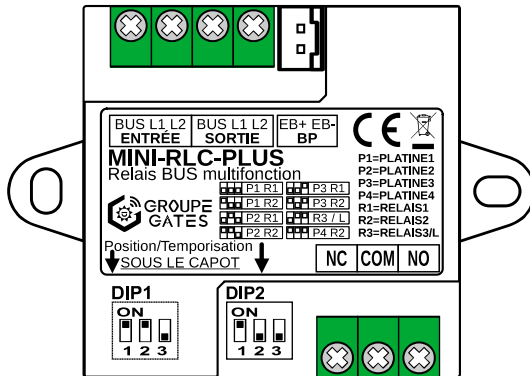 BUS L1 L2 BUS L1 L2 EB+ EB-
ENTRÉE SORTIE BP
MINI-RLC-PLUS
Relais BUS multifonction
CE
P1=PLATINE1
P2=PLATINE2
P3=PLATINE3
P4=PLATINE4
R1=RELAIS1
R2=RELAIS2
R3=RELAIS3/L
P1 R1 P3 R1
P1 R2 P3 R2
P2 R1 R3 / L
P2 R2 P4 R2
GROUPE
GATES
Position/Temporisation
SOUS LE CAPOT
NC COM NO
DIP1 DIP2
ON ON
1 2 3 1 2 3